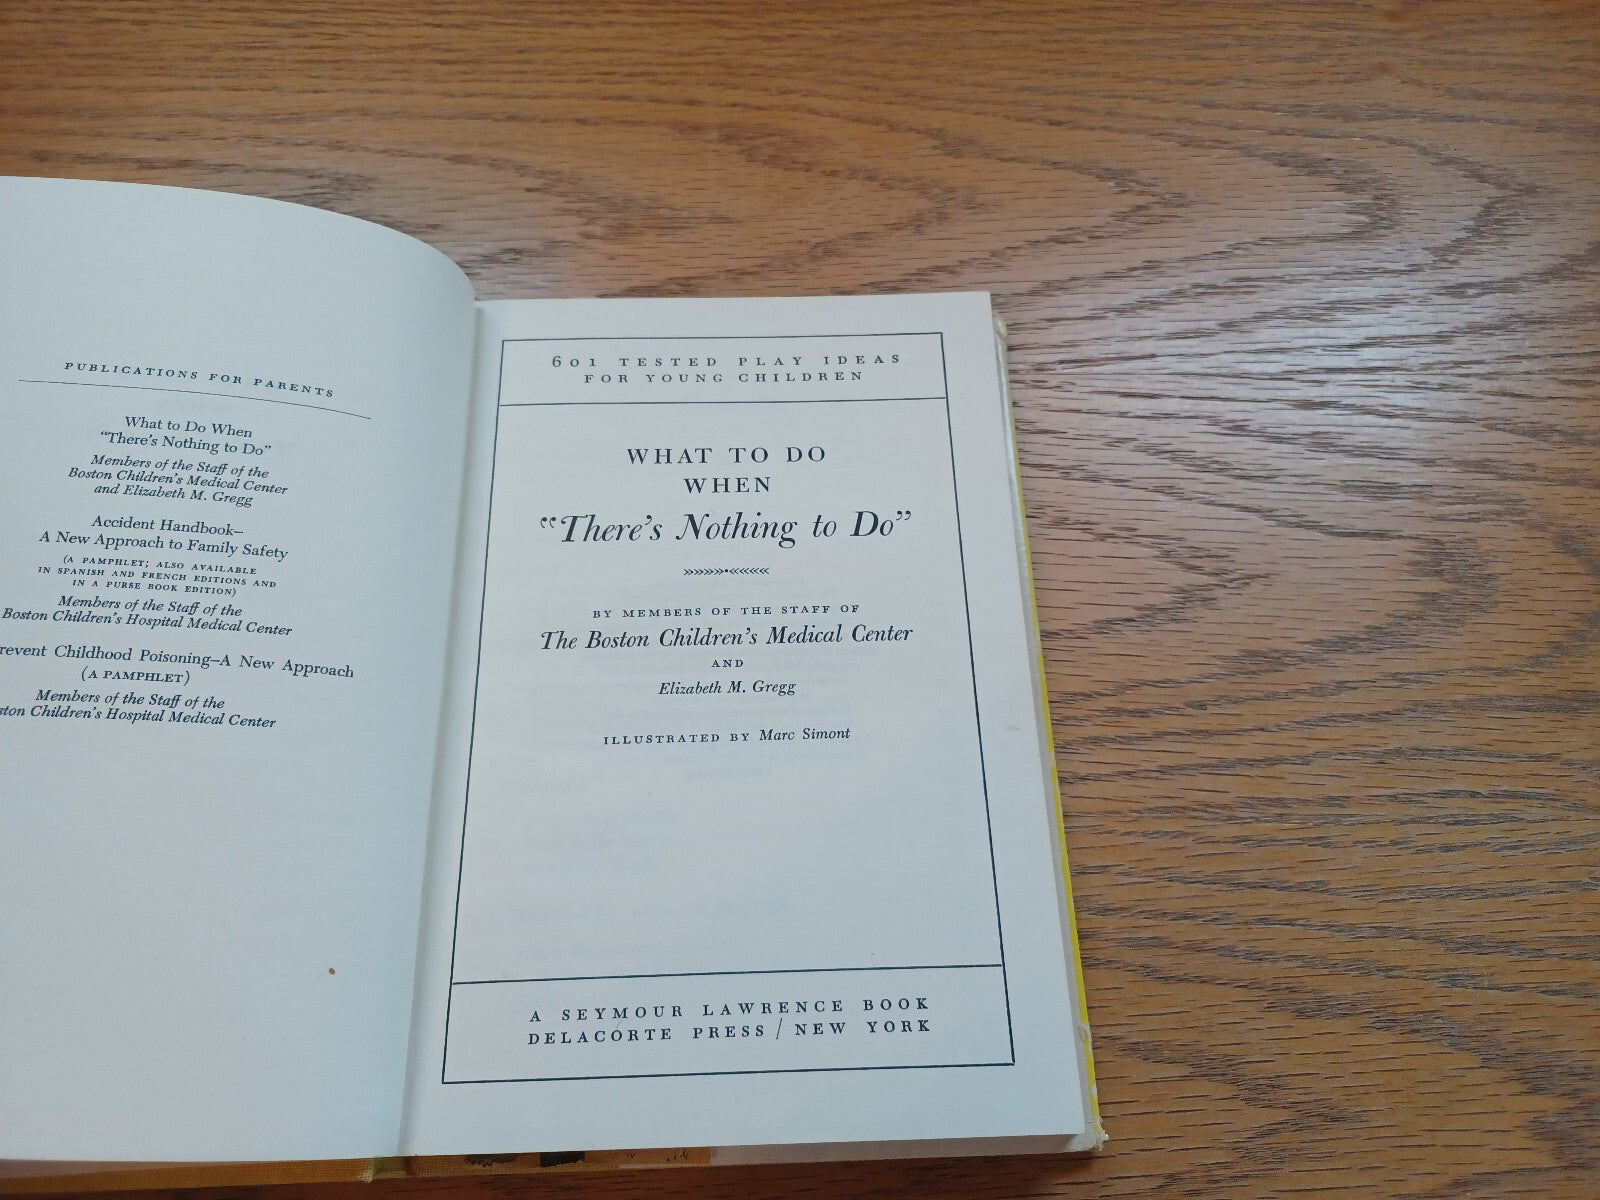 PUBLICATIONS FOR PARENTS
What to Do When
"There's Nothing to Do"
Members of the Staff of the
Boston Children's Medical Center
and Elizabeth M. Gregg
Accident Handbook–
A New Approach to Family Safety
(A PAMPHLET; ALSO AVAILABLE
IN SPANISH AND FRENCH EDITIONS AND
IN A PURSE BOOK EDITION)
Members of the Staff of the
Boston Children's Hospital Medical Center
Childhood Poisoning–A New Approach
(A PAMPHLET)
Members of the Staff of the
Children's Hospital Medical Center
601 TESTED PLAY IDEAS
FOR YOUNG CHILDREN
WHAT TO DO
WHEN
"There's Nothing to Do"
»»»»»•«««««
BY MEMBERS OF THE STAFF OF
The Boston Children's Medical Center
AND
Elizabeth M. Gregg
ILLUSTRATED BY Marc Simont
A SEYMOUR LAWRENCE BOOK
DELACORTE PRESS / NEW YORK